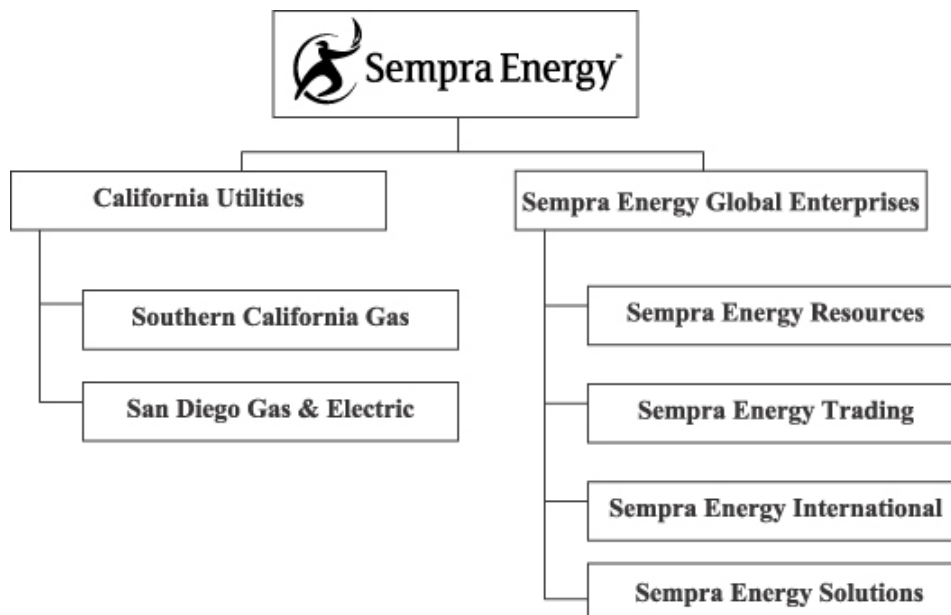 Sempra Energy™
California Utilities
Southern California Gas
San Diego Gas & Electric
Sempra Energy Global Enterprises
Sempra Energy Resources
Sempra Energy Trading
Sempra Energy International
Sempra Energy Solutions